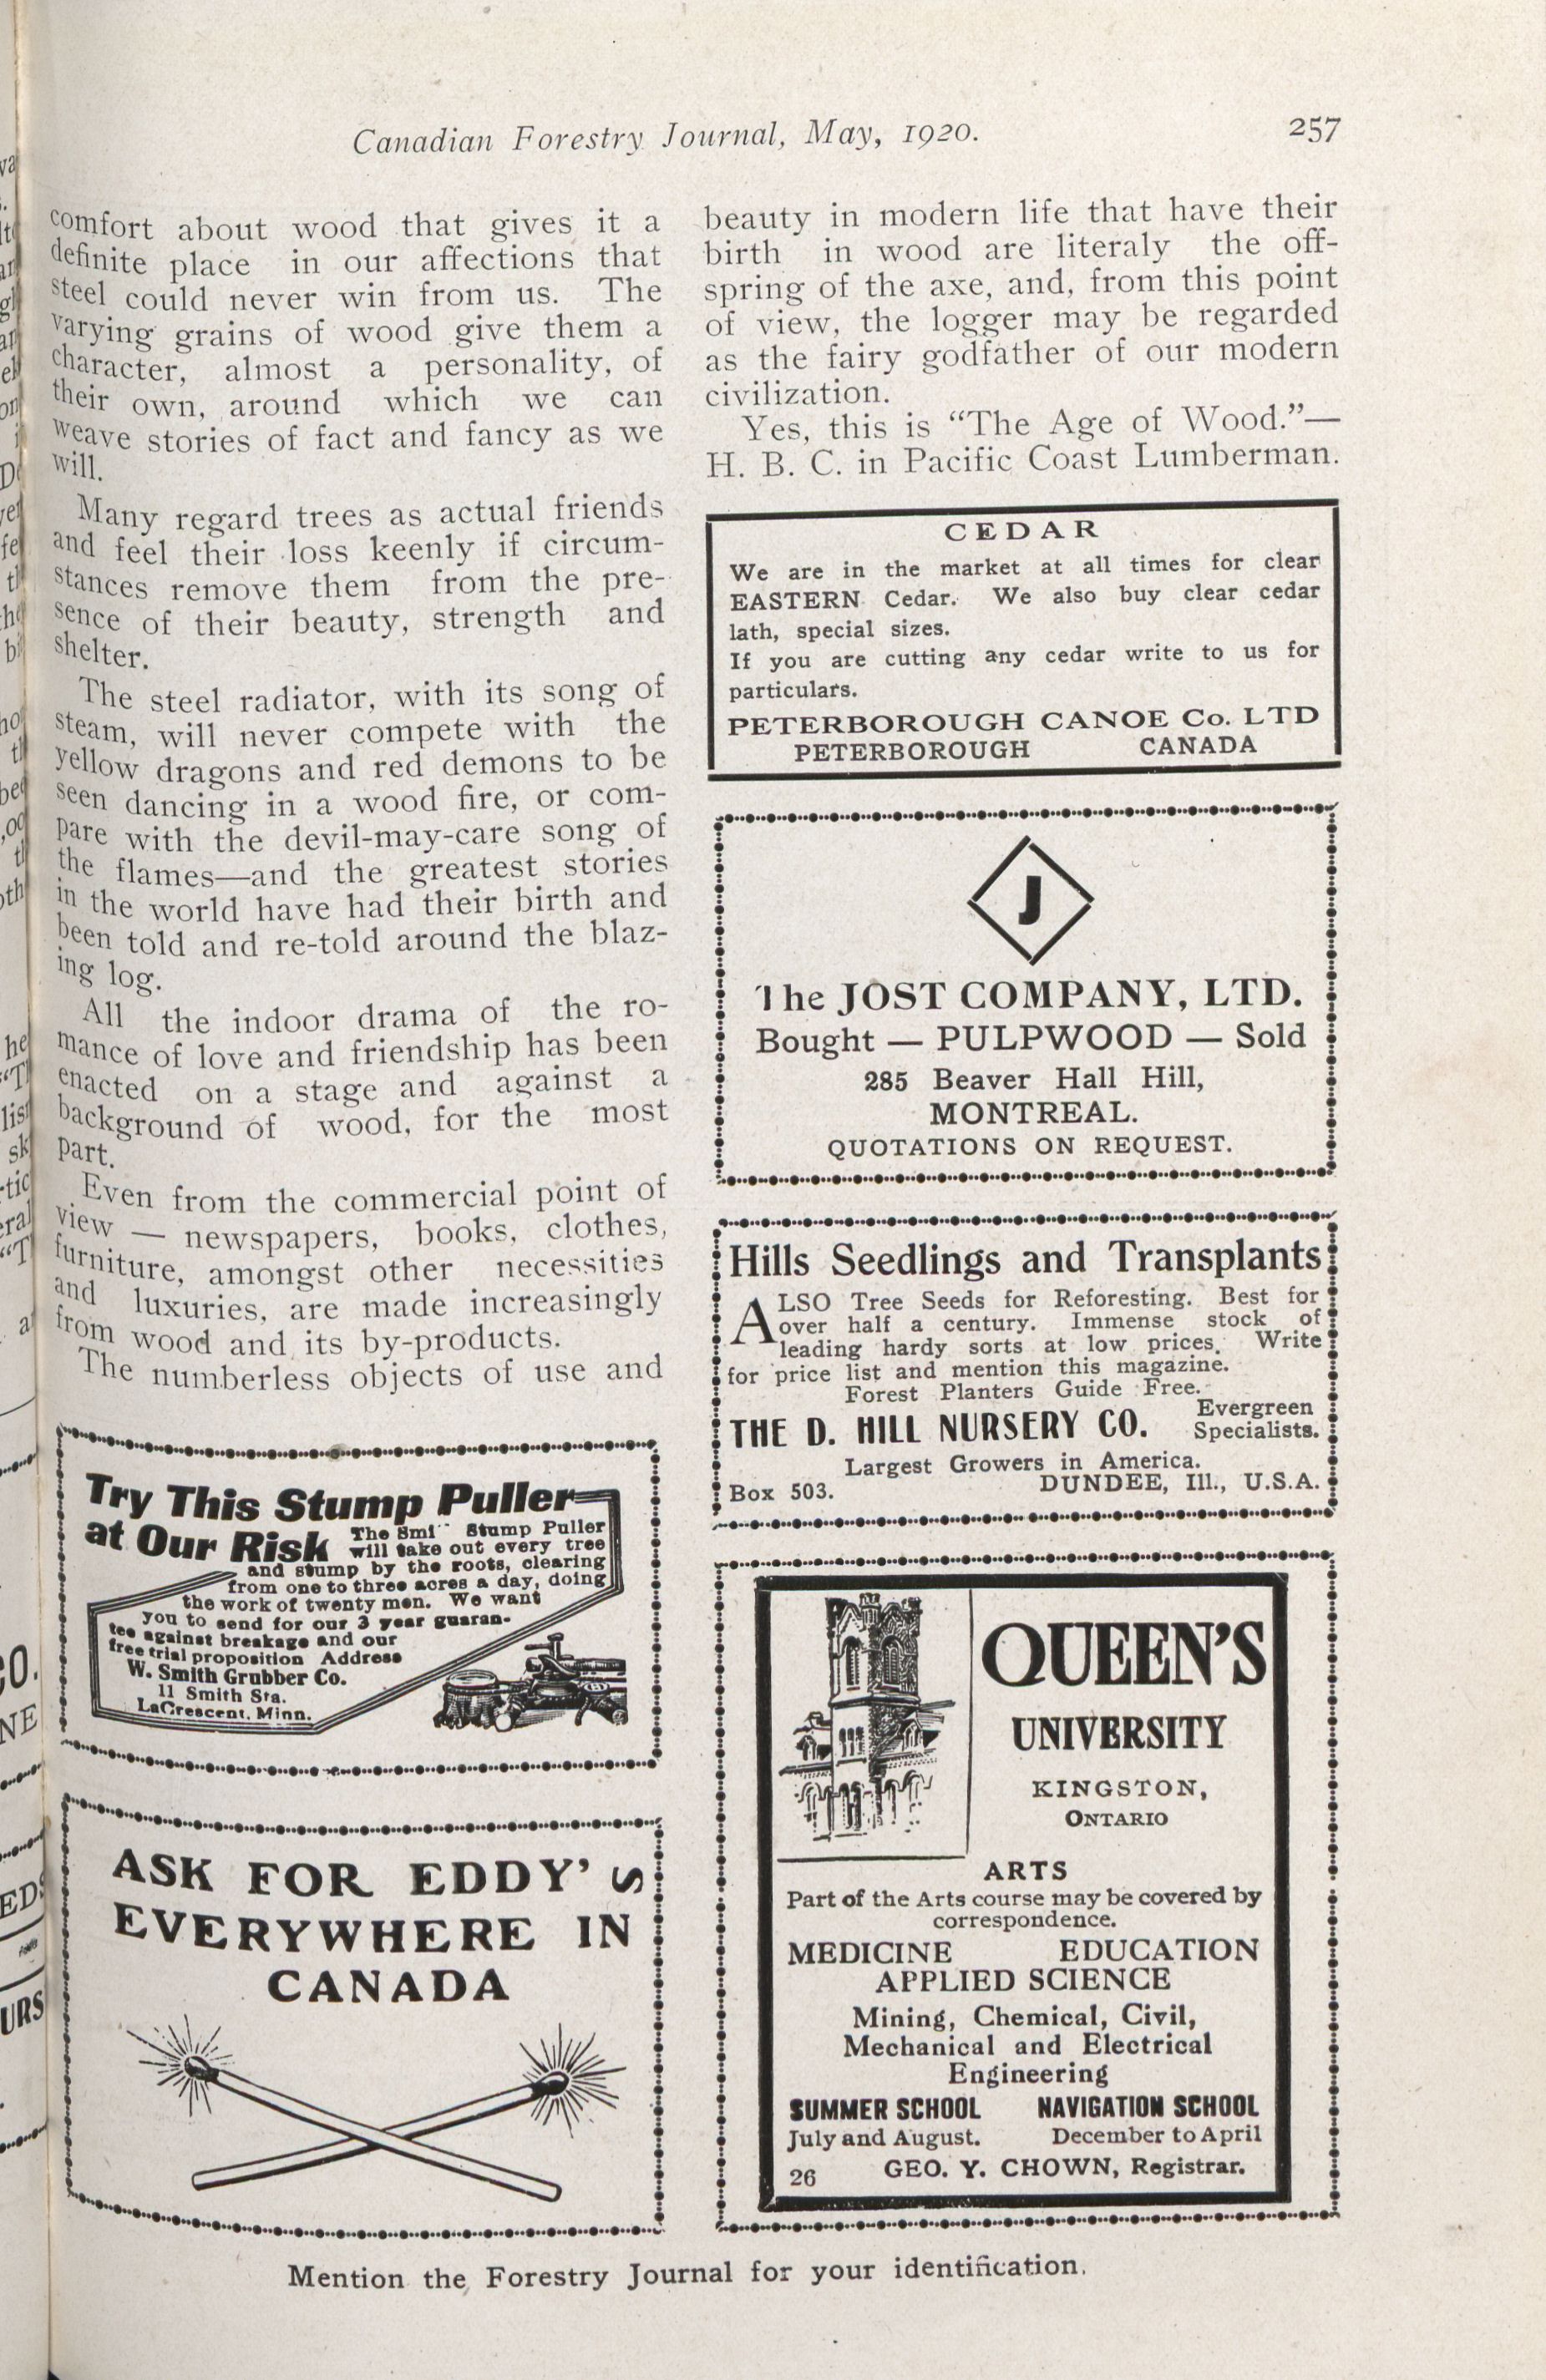 Canadian Forestry Journal, May, 1920. 257
comfort about wood that gives it a
definite place in our affections that
steel could never win from us. The
varying grains of wood give them a
character, almost a personality, of
their own, around which we can
weave stories of fact and fancy as we
will.
Many regard trees as actual friends
and feel their loss keenly if circum-
stances remove them from the pre-
sence of their beauty, strength and
shelter.
The steel radiator, with its song of
steam, will never compete with the
yellow dragons and red demons to be
seen dancing in a wood fire, or com-
pare with the devil-may-care song of
the flames—and the greatest stories
in the world have had their birth and
been told and re-told around the blaz-
ing log.
All the indoor drama of the ro-
mance of love and friendship has been
enacted on a stage and against a
background of wood, for the most
part.
Even from the commercial point of
view — newspapers, books, clothes,
furniture, amongst other necessities
and luxuries, are made increasingly
from wood and its by-products.
The numberless objects of use and
Try This Stump Puller
at Our Risk The Stump Puller
will take out every tree
and stump by the roots, clearing
from one to three acres a day, doing
the work of twenty men. We want
you to send for our 3 year guaran-
tee against breakage and our
free trial proposition Address
W. Smith Grubber Co.
11 Smith Sta.
LaCrescent, Minn.
ASK FOR EDDY'S
EVERYWHERE IN
CANADA
beauty in modern life that have their
birth in wood are literaly the off-
spring of the axe, and, from this point
of view, the logger may be regarded
as the fairy godfather of our modern
civilization.
Yes, this is “The Age of Wood.”—
H. B. C. in Pacific Coast Lumberman.
CEDAR
We are in the market at all times for clear
EASTERN Cedar. We also buy clear cedar
lath, special sizes.
If you are cutting any cedar write to us for
particulars.
PETERBOROUGH CANOE Co. LTD
PETERBOROUGH CANADA
J
The JOST COMPANY, LTD.
Bought — PULPWOOD — Sold
285 Beaver Hall Hill,
MONTREAL.
QUOTATIONS ON REQUEST.
Hills Seedlings and Transplants
ALSO Tree Seeds for Reforesting. Best for
over half a century. Immense stock of
leading hardy sorts at low prices. Write
for price list and mention this magazine.
Forest Planters Guide Free.
THE D. HILL NURSERY CO. Evergreen
Specialists.
Largest Growers in America.
Box 503. DUNDEE, Ill., U.S.A.
QUEEN'S
UNIVERSITY
KINGSTON,
ONTARIO
ARTS
Part of the Arts course may be covered by
correspondence.
MEDICINE EDUCATION
APPLIED SCIENCE
Mining, Chemical, Civil,
Mechanical and Electrical
Engineering
SUMMER SCHOOL NAVIGATION SCHOOL
July and August. December to April
26 GEO. Y. CHOWN, Registrar.
Mention the Forestry Journal for your identification.